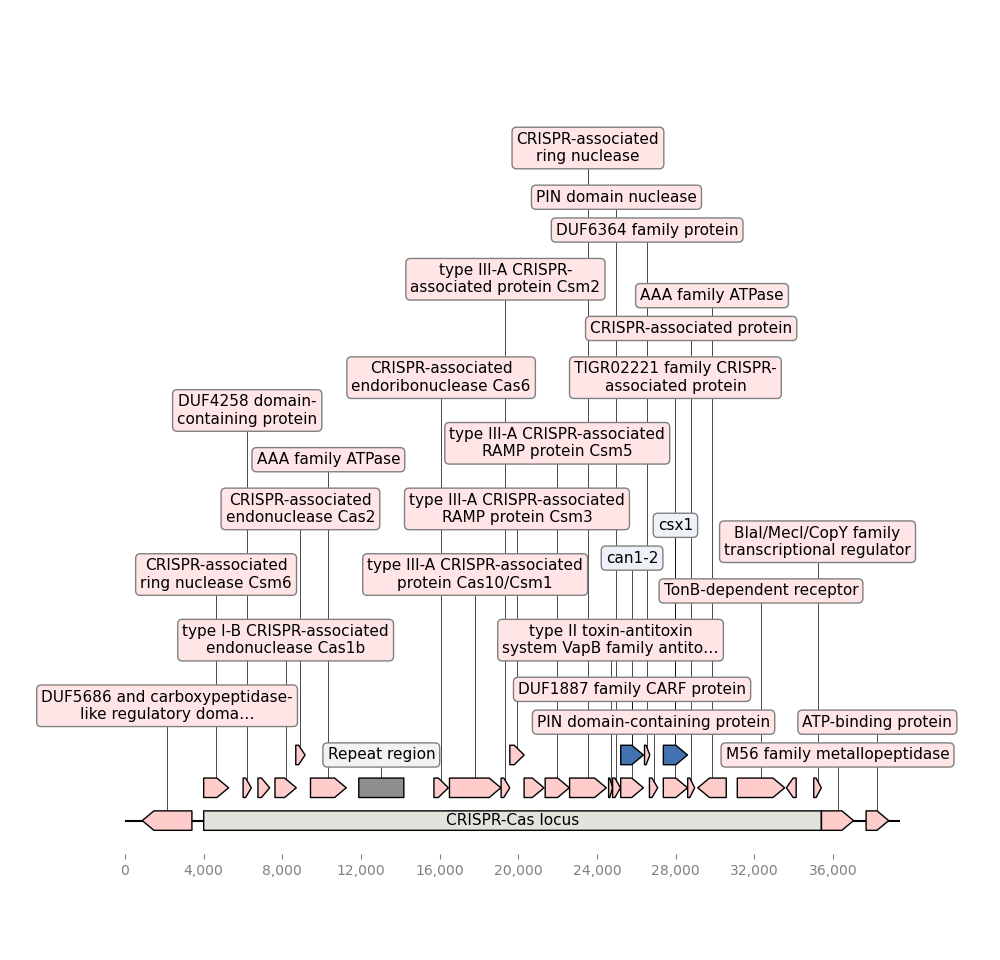 CRISPR-associated
ring nuclease
PIN domain nuclease
DUF6364 family protein
type III-A CRISPR-
associated protein Csm2
AAA family ATPase
CRISPR-associated protein
CRISPR-associated
endoribonuclease Cas6
TIGR02221 family CRISPR-
associated protein
DUF4258 domain-
containing protein
type III-A CRISPR-associated
RAMP protein Csm5
AAA family ATPase
CRISPR-associated
endonuclease Cas2
type III-A CRISPR-associated
RAMP protein Csm3
csx1
BlaI/MecI/CopY family
transcriptional regulator
can1-2
CRISPR-associated
ring nuclease Csm6
type III-A CRISPR-associated
protein Cas10/Csm1
TonB-dependent receptor
type I-B CRISPR-associated
endonuclease Cas1b
type II toxin-antitoxin
system VapB family antito…
DUF1887 family CARF protein
DUF5686 and carboxypeptidase-
like regulatory doma…
PIN domain-containing protein
ATP-binding protein
Repeat region
M56 family metallopeptidase
CRISPR-Cas locus
0
4,000
8,000
12,000
16,000
20,000
24,000
28,000
32,000
36,000